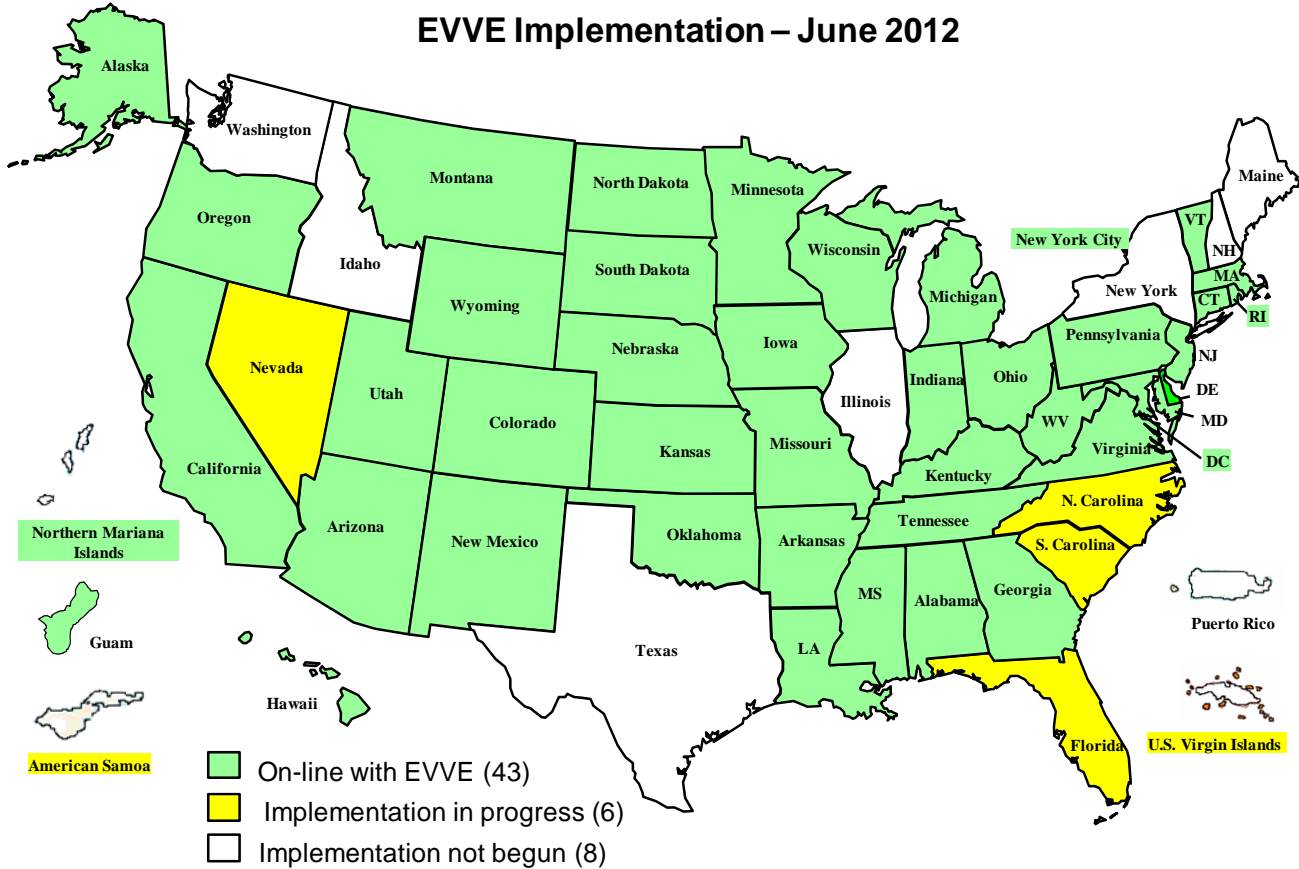 EVVE Implementation – June 2012
Alaska
Washington
Maine
Montana
North Dakota
Minnesota
VT
Oregon
New York City
Wisconsin
NH
Idaho
South Dakota
MA
Wyoming
Michigan
New York
CT
RI
Pennsylvania
Nebraska
Iowa
NJ
Nevada
Ohio
Indiana
Utah
DE
Illinois
Colorado
WV
MD
Missouri
Virginia
Kansas
DC
California
Kentucky
N. Carolina
Arizona
Tennessee
Northern Mariana
Islands
Oklahoma
New Mexico
Arkansas
S. Carolina
MS
Alabama
Georgia
Puerto Rico
Guam
Texas
LA
Hawaii
Florida
U.S. Virgin Islands
American Samoa
On-line with EVVE (43)
Implementation in progress (6)
Implementation not begun (8)